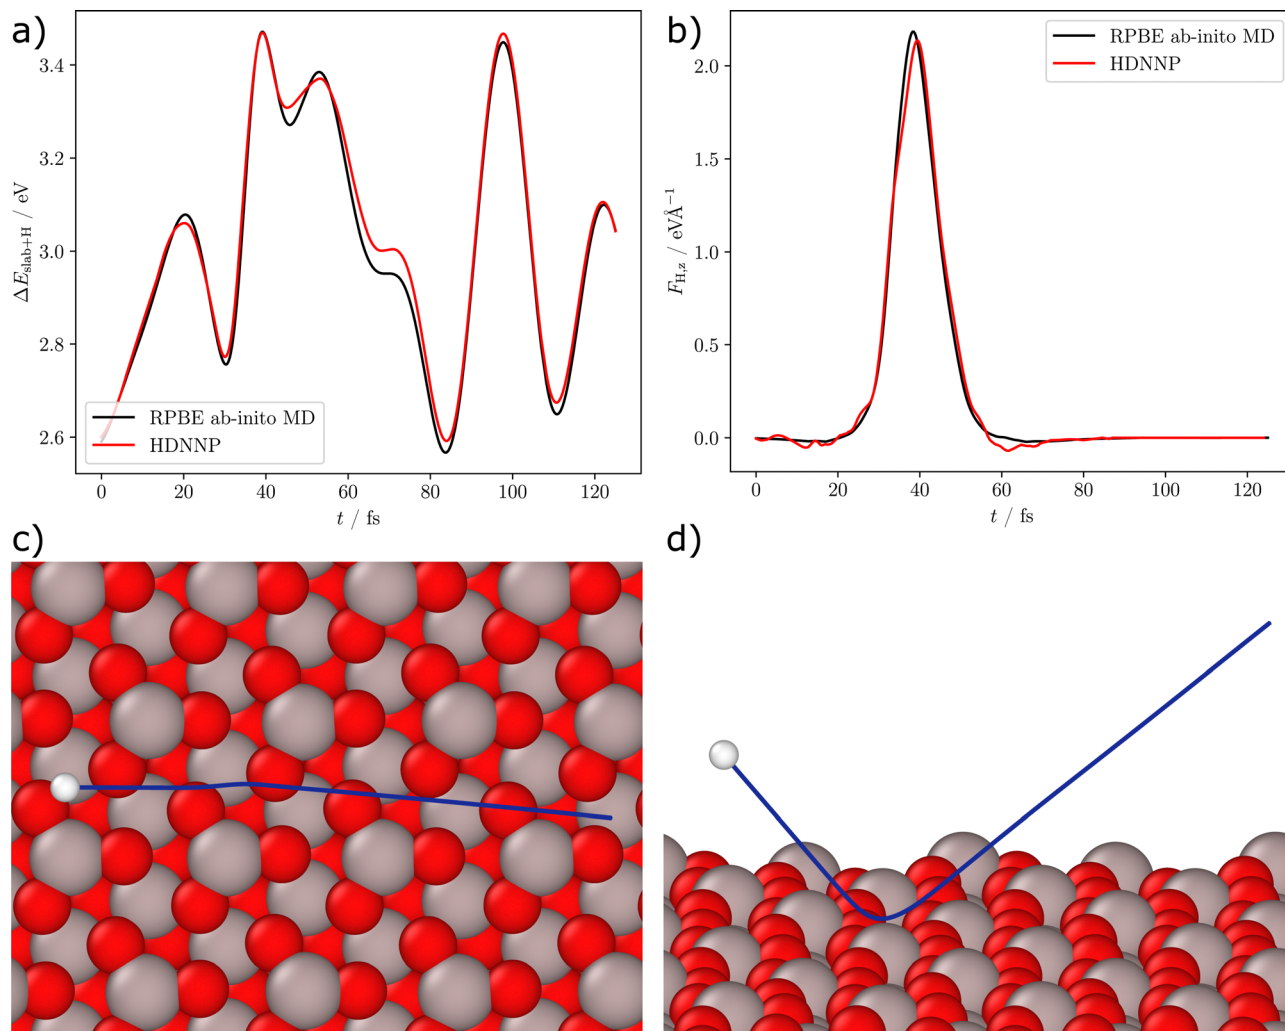 a)
3.4
3.2
3.0
2.8
2.6
ΔE_slab+H / eV
RPBE ab-inito MD
HDNNP
0 20 40 60 80 100 120
t / fs
b)
2.0
1.5
1.0
0.5
0.0
F_H,z / eVÅ⁻¹
RPBE ab-inito MD
HDNNP
0 20 40 60 80 100 120
t / fs
c)
d)